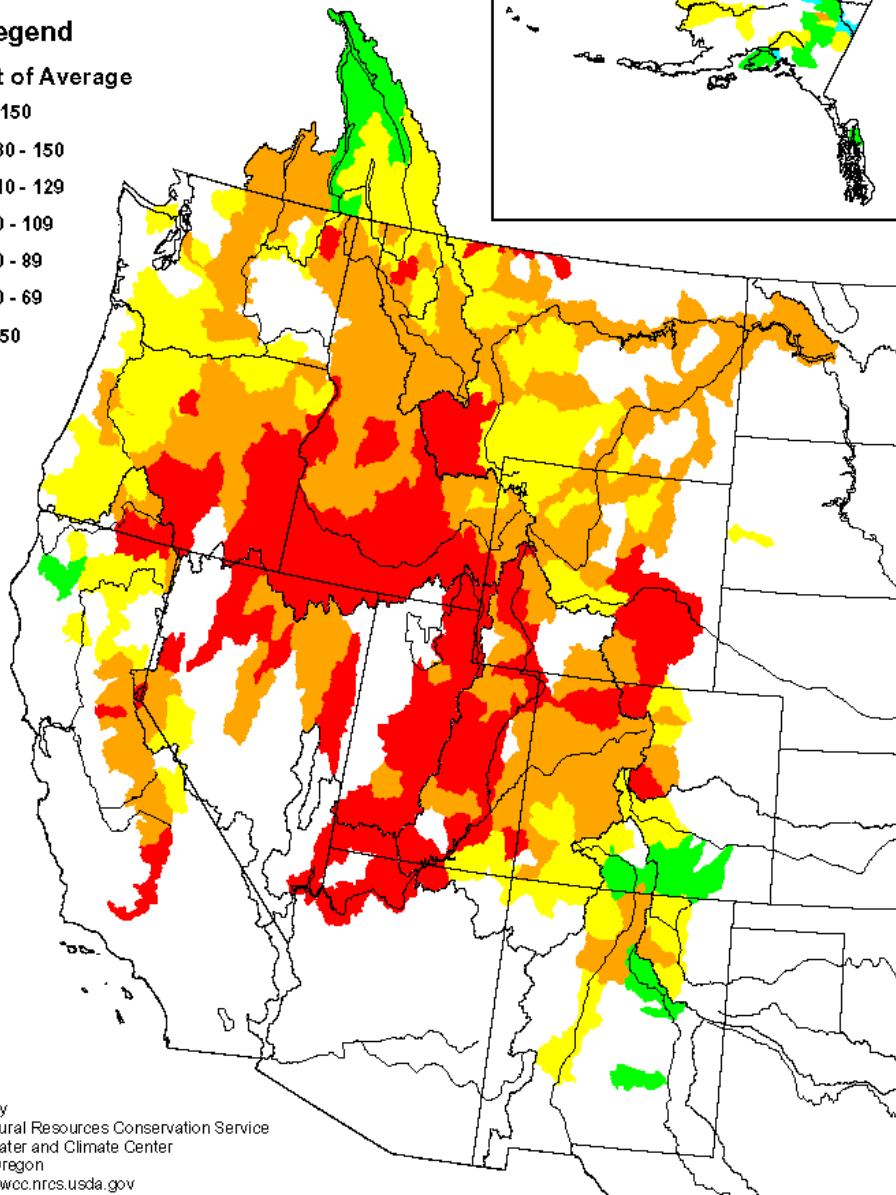 egend
t of Average
150
30 - 150
10 - 129
0 - 109
0 - 89
0 - 69
50
y
ural Resources Conservation Service
ater and Climate Center
regon
wcc.nrcs.usda.gov